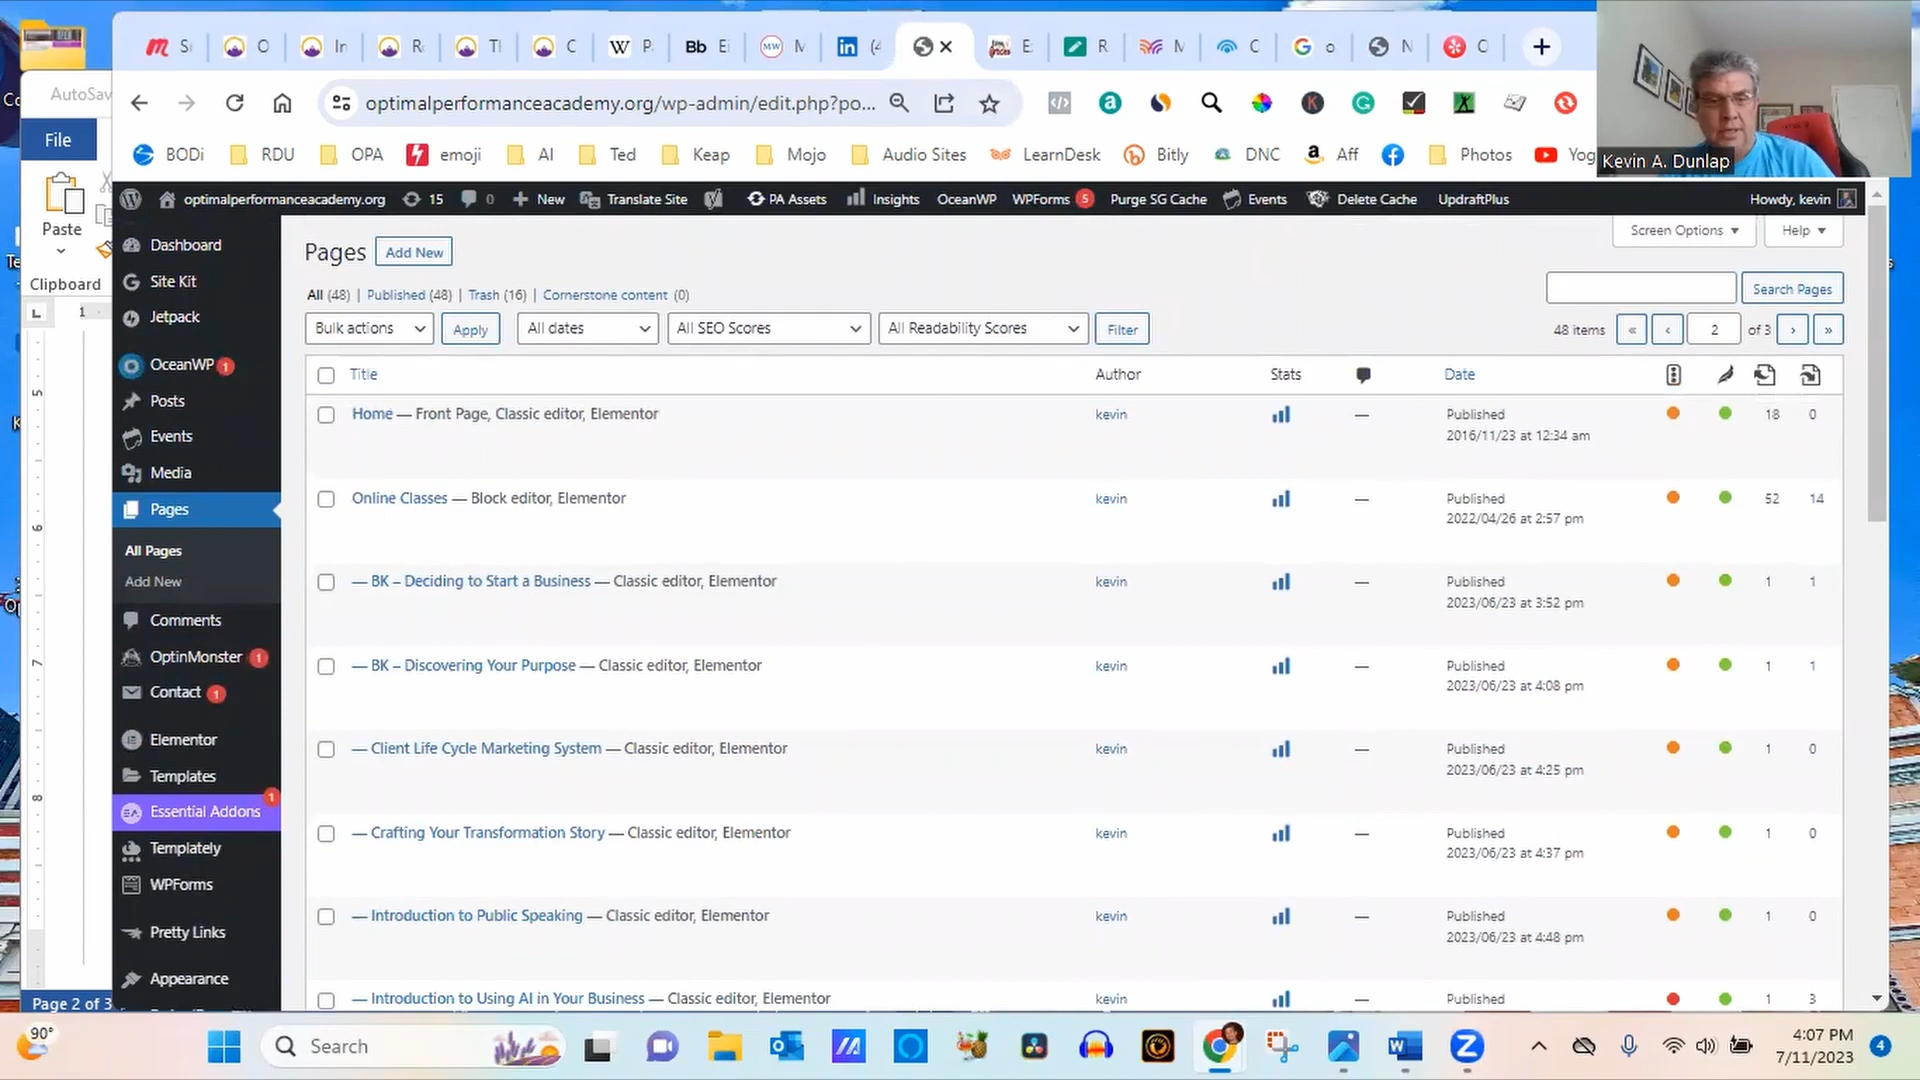 AutoSav
File
Paste
Clipboard
Page 2 of 3
optimalperformanceacademy.org/wp-admin/edit.php?po...
BODi
RDU
OPA
emoji
AI
Ted
Keap
Mojo
Audio Sites
LearnDesk
Bitly
DNC
Aff
Photos
Yog
Kevin A. Dunlap
optimalperformanceacademy.org 15 0 New Translate Site PA Assets Insights OceanWP WPForms 5 Purge SG Cache Events Delete Cache UpdraftPlus Howdy, kevin
Dashboard
Site Kit
Jetpack
OceanWP 1
Posts
Events
Media
Pages
All Pages
Add New
Comments
OptinMonster 1
Contact 1
Elementor
Templates
Essential Addons 1
Templately
WPForms
Pretty Links
Appearance
Pages Add New
Screen Options
Help
All (48) | Published (48) | Trash (16) | Cornerstone content (0)
Search Pages
Bulk actions Apply All dates All SEO Scores All Readability Scores Filter
48 items « ‹ 2 of 3 › »
Title Author Stats Date
Home — Front Page, Classic editor, Elementor kevin — Published 18 0
2016/11/23 at 12:34 am
Online Classes — Block editor, Elementor kevin — Published 52 14
2022/04/26 at 2:57 pm
— BK – Deciding to Start a Business — Classic editor, Elementor kevin — Published 1 1
2023/06/23 at 3:52 pm
— BK – Discovering Your Purpose — Classic editor, Elementor kevin — Published 1 1
2023/06/23 at 4:08 pm
— Client Life Cycle Marketing System — Classic editor, Elementor kevin — Published 1 0
2023/06/23 at 4:25 pm
— Crafting Your Transformation Story — Classic editor, Elementor kevin — Published 1 0
2023/06/23 at 4:37 pm
— Introduction to Public Speaking — Classic editor, Elementor kevin — Published 1 0
2023/06/23 at 4:48 pm
— Introduction to Using AI in Your Business — Classic editor, Elementor kevin — Published 1 3
90°
Search
4:07 PM
7/11/2023
4